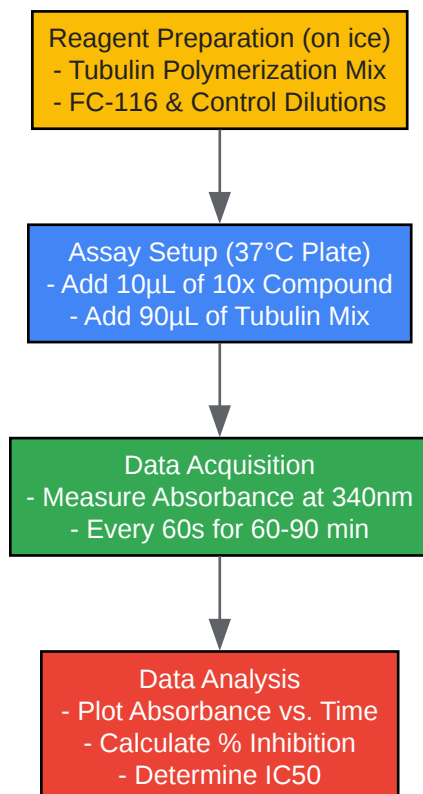 Reagent Preparation (on ice)
- Tubulin Polymerization Mix
- FC-116 & Control Dilutions
Assay Setup (37°C Plate)
- Add 10µL of 10x Compound
- Add 90µL of Tubulin Mix
Data Acquisition
- Measure Absorbance at 340nm
- Every 60s for 60-90 min
Data Analysis
- Plot Absorbance vs. Time
- Calculate % Inhibition
- Determine IC50